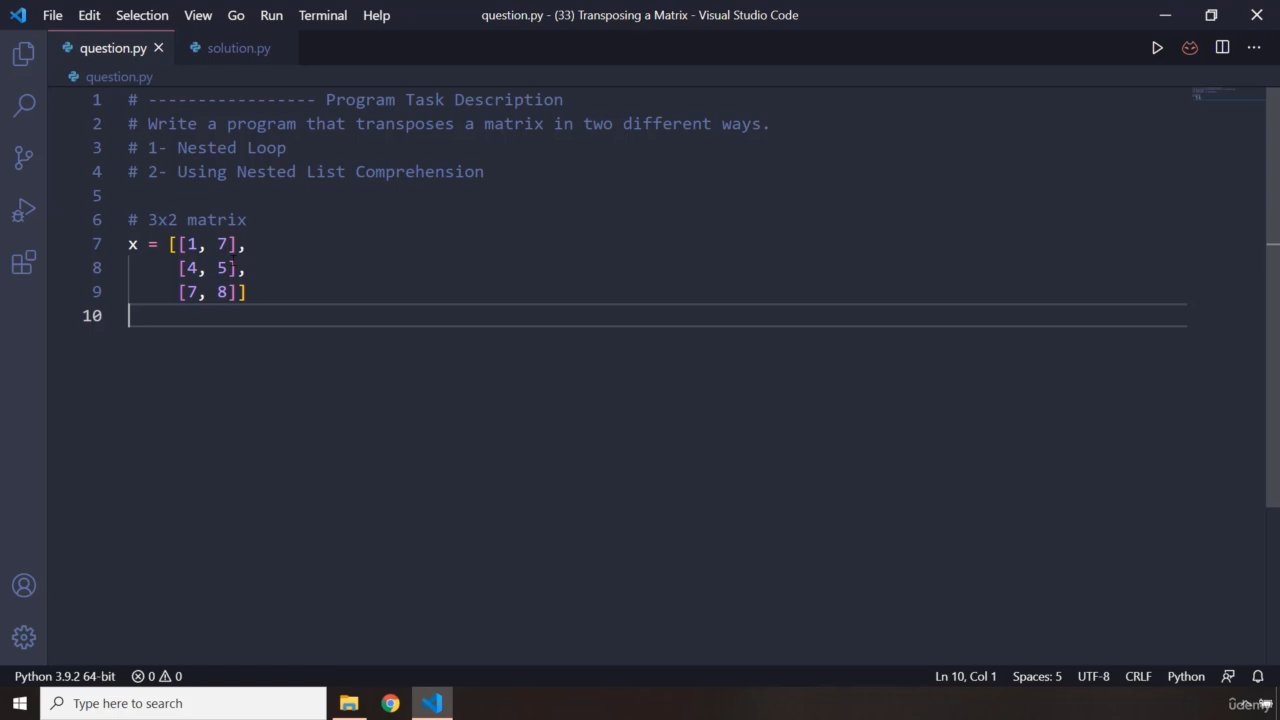 File Edit Selection View Go Run Terminal Help question.py - (33) Transposing a Matrix - Visual Studio Code
question.py solution.py
question.py
1 # ----------------- Program Task Description
2 # Write a program that transposes a matrix in two different ways.
3 # 1- Nested Loop
4 # 2- Using Nested List Comprehension
5
6 # 3x2 matrix
7 x = [[1, 7],
8 [4, 5],
9 [7, 8]]
10
Python 3.9.2 64-bit 0 0 Ln 10, Col 1 Spaces: 5 UTF-8 CRLF Python
Type here to search
Udemy